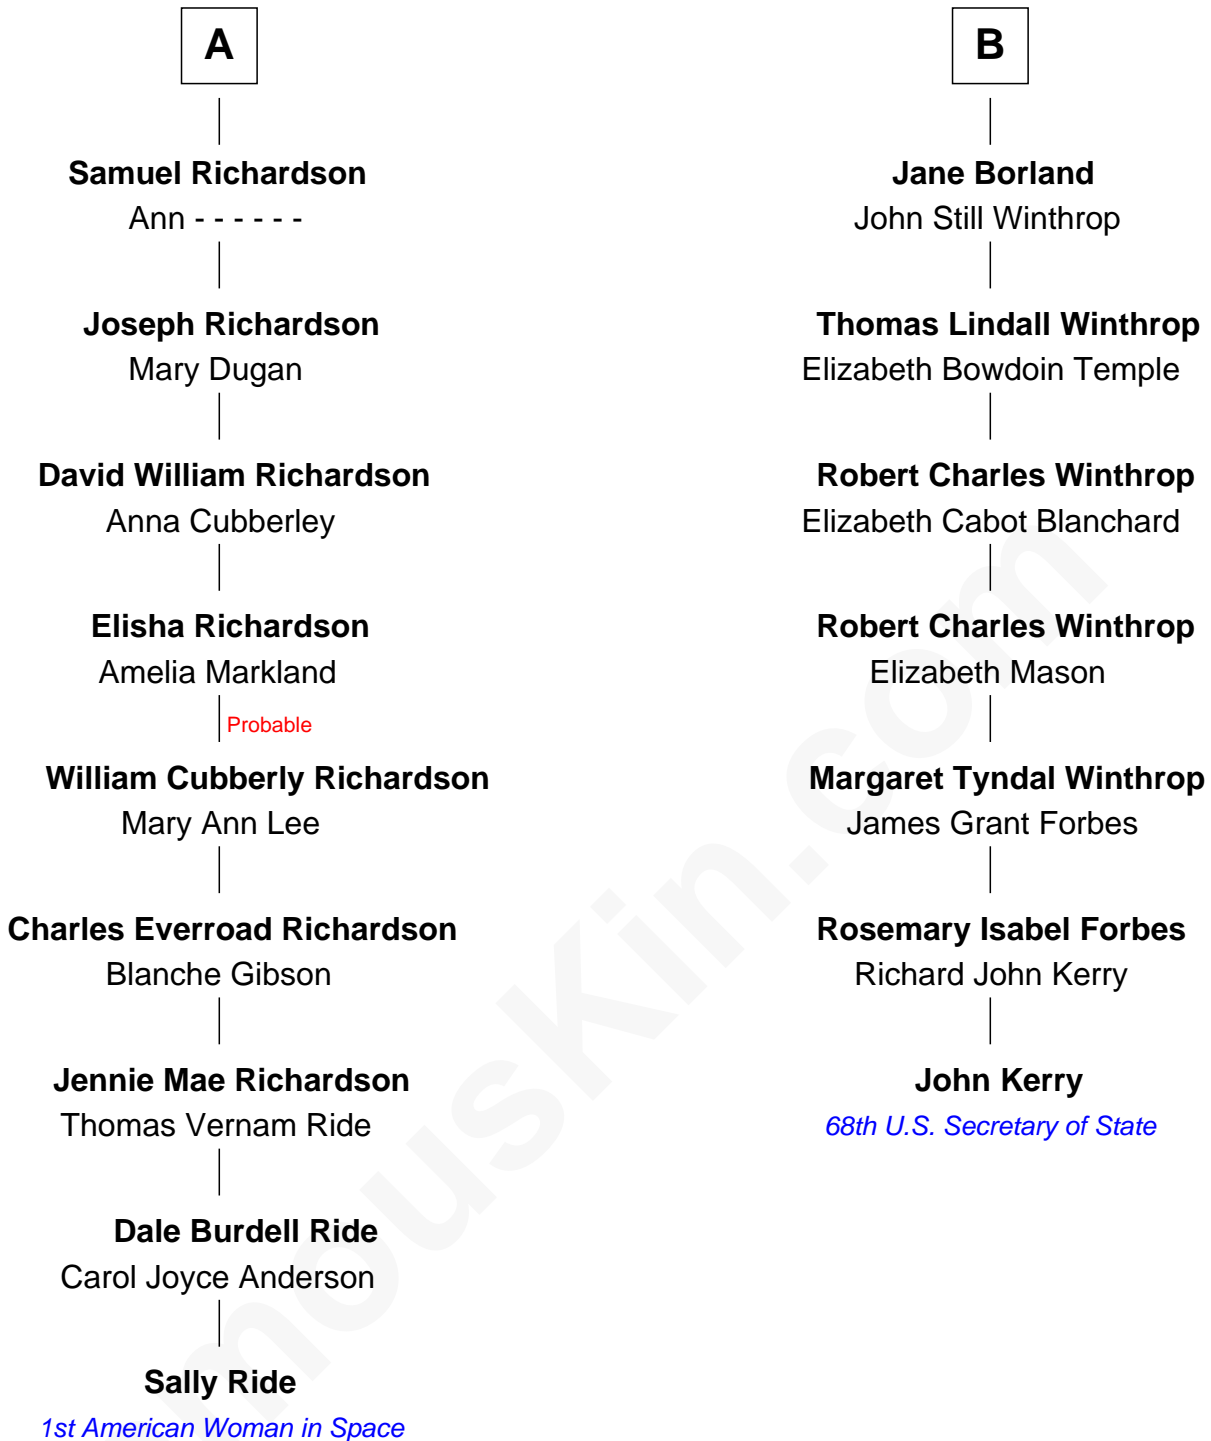 A
Samuel Richardson
Ann - - - - - -
Joseph Richardson
Mary Dugan
David William Richardson
Anna Cubberley
Elisha Richardson
Amelia Markland
Probable
William Cubberly Richardson
Mary Ann Lee
Charles Everroad Richardson
Blanche Gibson
Jennie Mae Richardson
Thomas Vernam Ride
Dale Burdell Ride
Carol Joyce Anderson
Sally Ride
1st American Woman in Space
B
Jane Borland
John Still Winthrop
Thomas Lindall Winthrop
Elizabeth Bowdoin Temple
Robert Charles Winthrop
Elizabeth Cabot Blanchard
Robert Charles Winthrop
Elizabeth Mason
Margaret Tyndal Winthrop
James Grant Forbes
Rosemary Isabel Forbes
Richard John Kerry
John Kerry
68th U.S. Secretary of State
mousKin.com